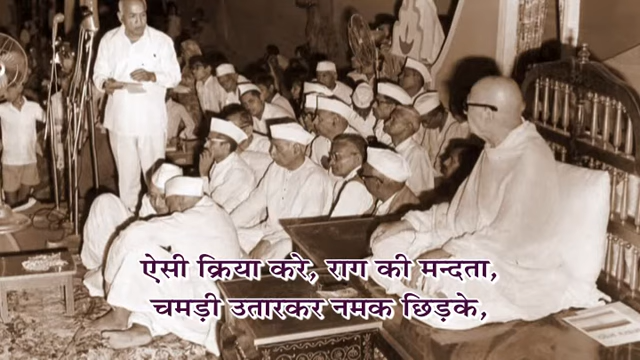 ऐसी क्रिया करे, राग की मन्दता,
चमड़ी उतारकर नमक छिड़के,